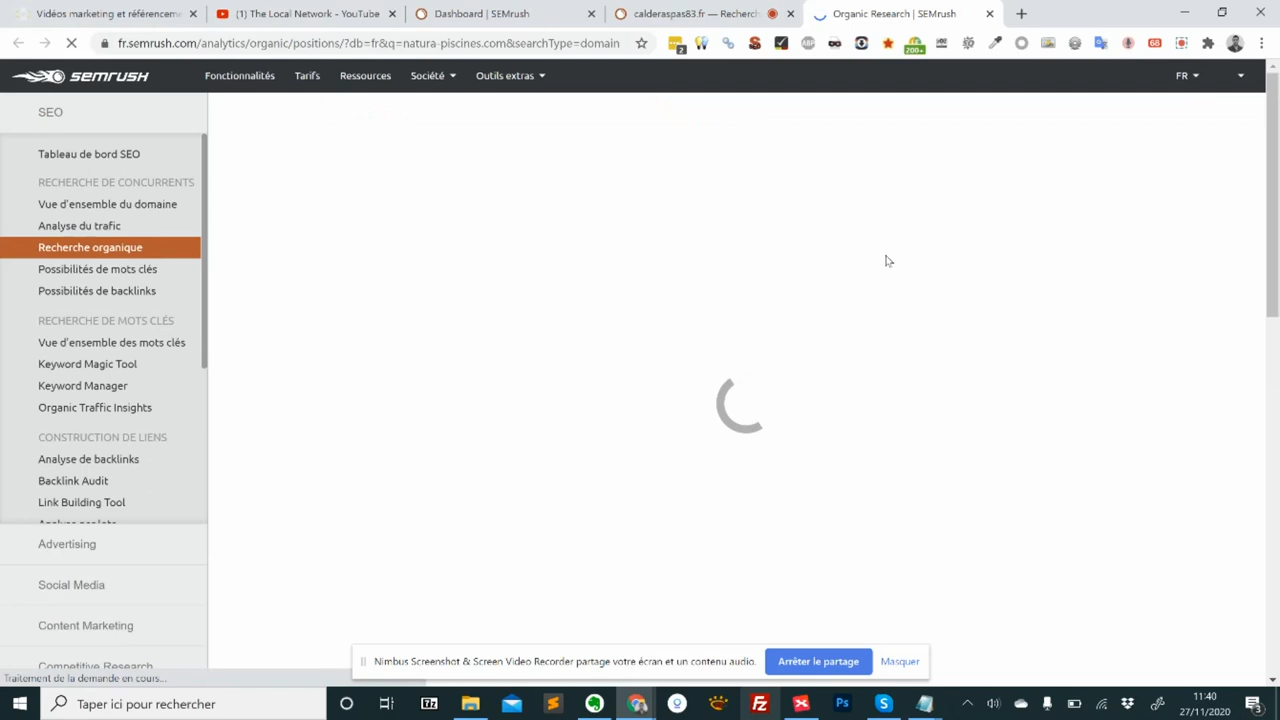 Vidéos marketing et référenceme
(1) The Local Network - YouTube
Dashboard | SEMrush
calderaspas83.fr — Recherch
Organic Research | SEMrush
fr.semrush.com/analytics/organic/positions/?db=fr&q=natura-piscines.com&searchType=domain
2
ABP
200+
68
SEMRUSH
Fonctionnalités
Tarifs
Ressources
Société
Outils extras
FR
SEO
Tableau de bord SEO
RECHERCHE DE CONCURRENTS
Vue d'ensemble du domaine
Analyse du trafic
Recherche organique
Possibilités de mots clés
Possibilités de backlinks
RECHERCHE DE MOTS CLÉS
Vue d'ensemble des mots clés
Keyword Magic Tool
Keyword Manager
Organic Traffic Insights
CONSTRUCTION DE LIENS
Analyse de backlinks
Backlink Audit
Link Building Tool
Advertising
Social Media
Content Marketing
Competitive Research
Traitement de la demande en cours...
Nimbus Screenshot & Screen Video Recorder partage votre écran et un contenu audio.
Arrêter le partage
Masquer
Taper ici pour rechercher
11:40
27/11/2020
3